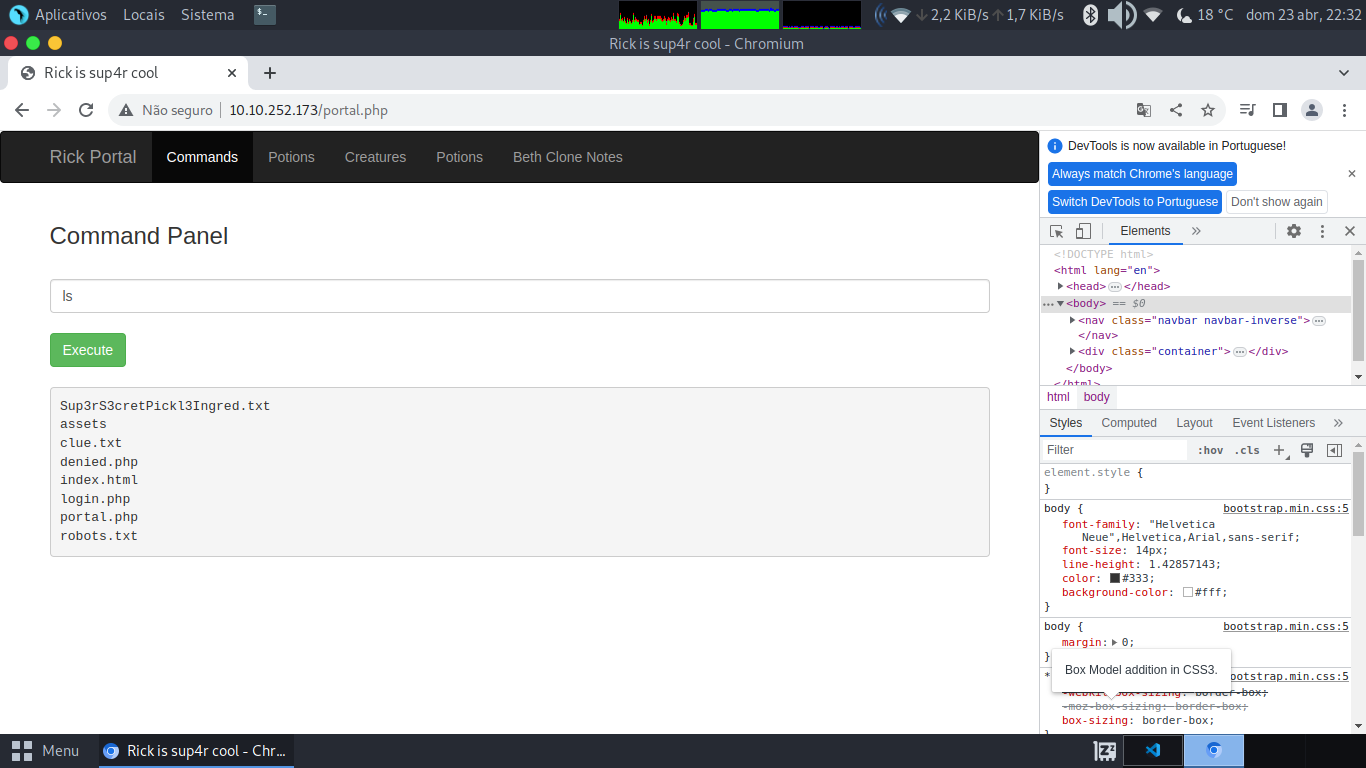 Aplicativos Locais Sistema 2,2 KiB/s 1,7 KiB/s 18 °C dom 23 abr, 22:32
Rick is sup4r cool - Chromium
Rick is sup4r cool
Não seguro 10.10.252.173/portal.php
Rick Portal Commands Potions Creatures Potions Beth Clone Notes
Command Panel
ls
Execute
Sup3rS3cretPickl3Ingred.txt
assets
clue.txt
denied.php
index.html
login.php
portal.php
robots.txt
DevTools is now available in Portuguese!
Always match Chrome's language
Switch DevTools to Portuguese Don't show again
Elements
<!DOCTYPE html>
<html lang="en">
<head> </head>
<body> == $0
<nav class="navbar navbar-inverse">
</nav>
<div class="container"> </div>
</body>
</html>
html body
Styles Computed Layout Event Listeners
Filter :hov .cls
element.style {
}
body { bootstrap.min.css:5
font-family: "Helvetica
Neue",Helvetica,Arial,sans-serif;
font-size: 14px;
line-height: 1.42857143;
color: #333;
background-color: #fff;
}
body { bootstrap.min.css:5
margin: 0;
}
Box Model addition in CSS3.
* bootstrap.min.css:5
-webkit-box-sizing: border-box;
-moz-box-sizing: border-box;
box-sizing: border-box;
}
Menu Rick is sup4r cool - Chr...